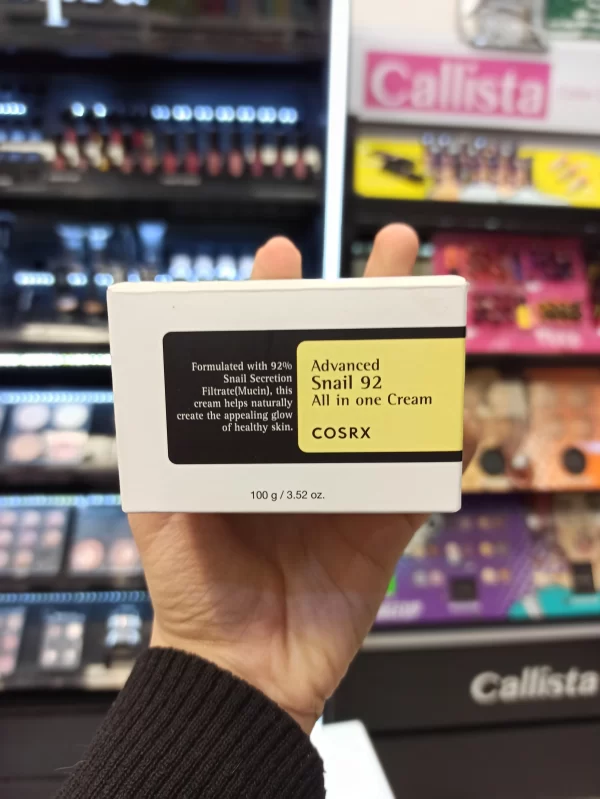 Callista
Formulated with 92%
Snail Secretion
Filtrate(Mucin), this
cream helps naturally
create the appealing glow
of healthy skin.
Advanced
Snail 92
All in one Cream
COSRX
100 g / 3.52 oz.
Callista